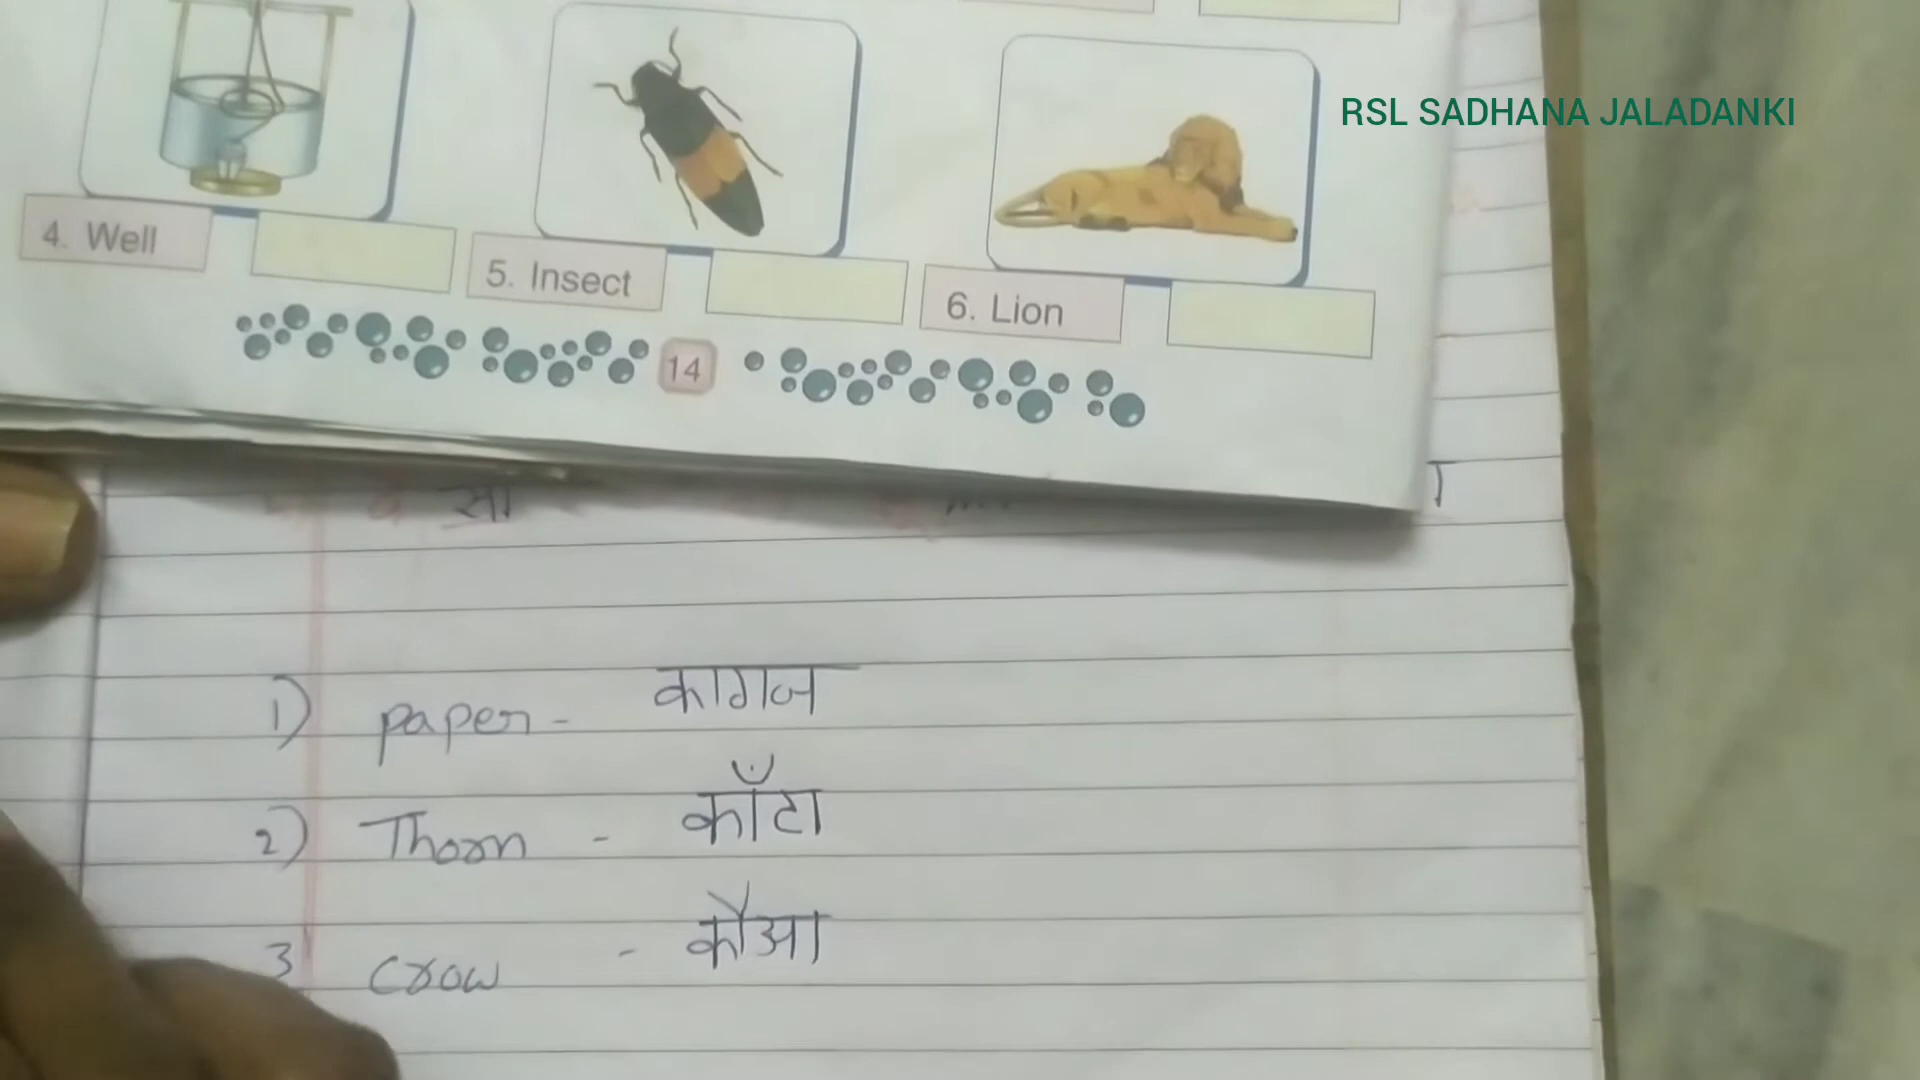 RSL SADHANA JALADANKI
4. Well
5. Insect
6. Lion
14
सा
1) paper - कागज
2) Thorn - काँटा
3 crow - कौआ